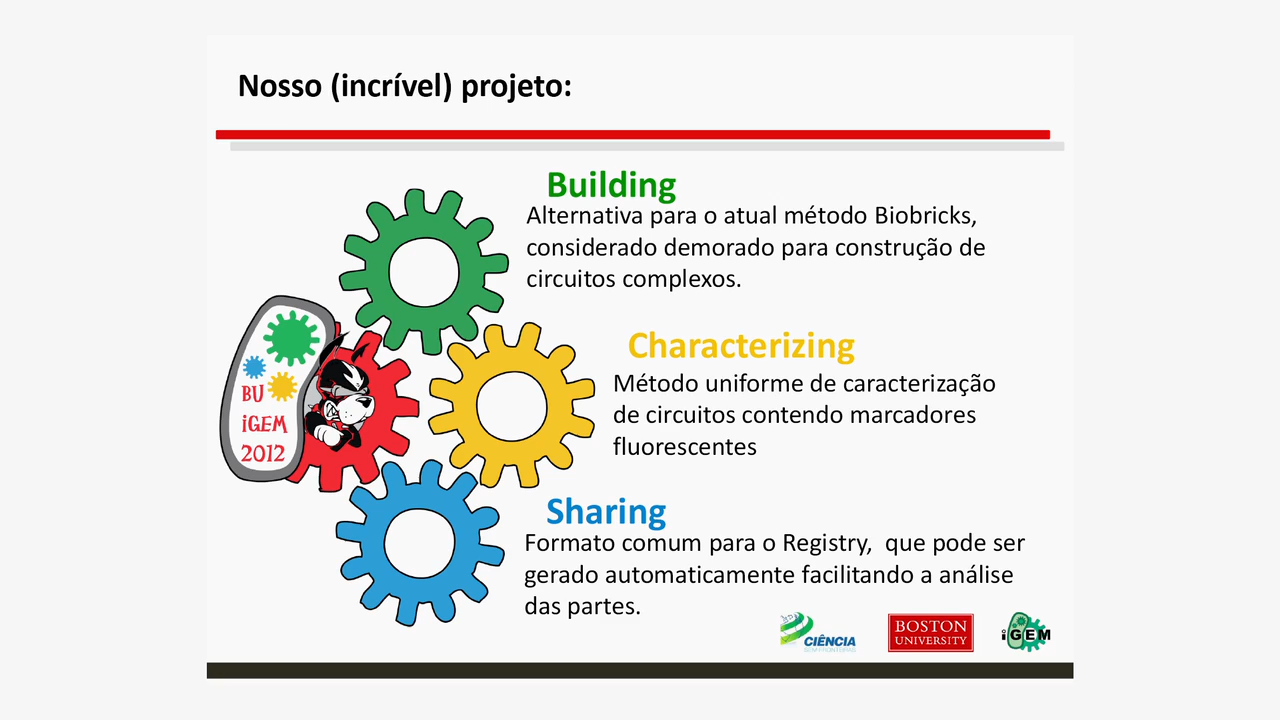 Nosso (incrível) projeto:
Building
Alternativa para o atual método Biobricks,
considerado demorado para construção de
circuitos complexos.
BU
iGEM
2012
Characterizing
Método uniforme de caracterização
de circuitos contendo marcadores
fluorescentes
Sharing
Formato comum para o Registry,  que pode ser
gerado automaticamente facilitando a análise
das partes.
CIÊNCIA
SEM FRONTEIRAS
BOSTON
UNIVERSITY
iGEM